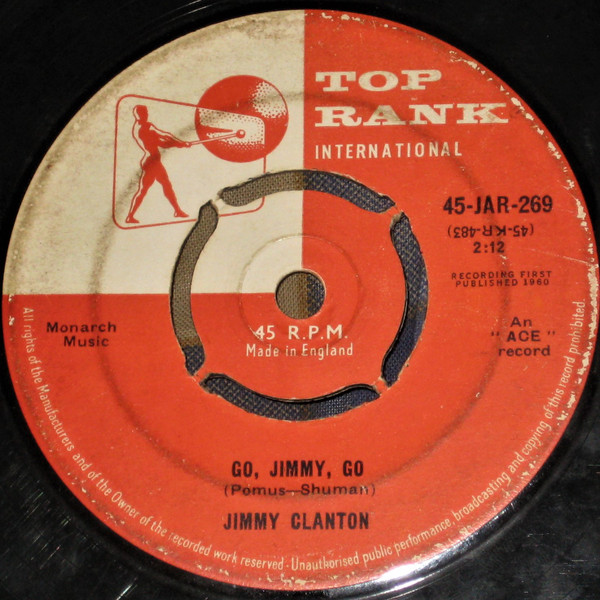 TOP
RANK
INTERNATIONAL
45-JAR-269
(45-KR-483)
2:12
RECORDING FIRST
PUBLISHED 1960
Monarch
Music
An
"ACE"
record
45 R.P.M.
Made in England
GO, JIMMY, GO
(Pomus—Shuman)
JIMMY CLANTON
All rights of the Manufacturers and of the Owner of the recorded work reserved · Unauthorised public performance, broadcasting and copying of this record prohibited.